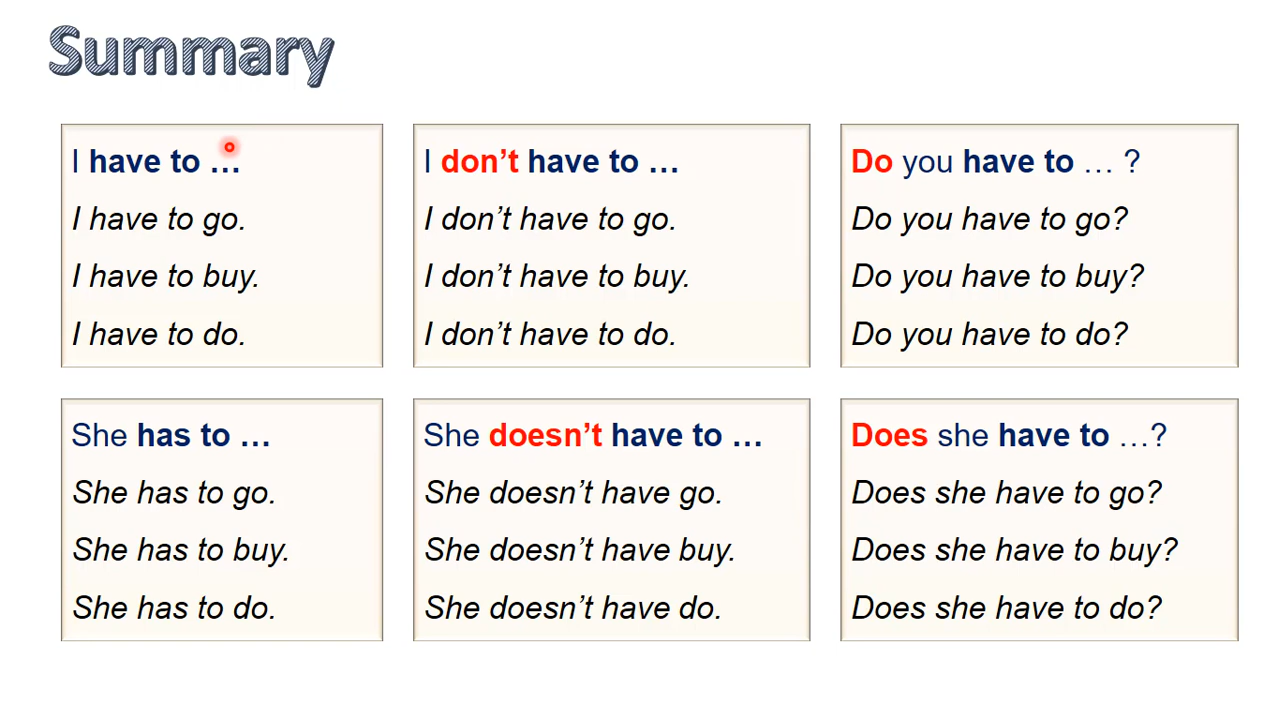 Summary
I have to …
I have to go.
I have to buy.
I have to do.
I don’t have to …
I don’t have to go.
I don’t have to buy.
I don’t have to do.
Do you have to … ?
Do you have to go?
Do you have to buy?
Do you have to do?
She has to …
She has to go.
She has to buy.
She has to do.
She doesn’t have to …
She doesn’t have go.
She doesn’t have buy.
She doesn’t have do.
Does she have to …?
Does she have to go?
Does she have to buy?
Does she have to do?